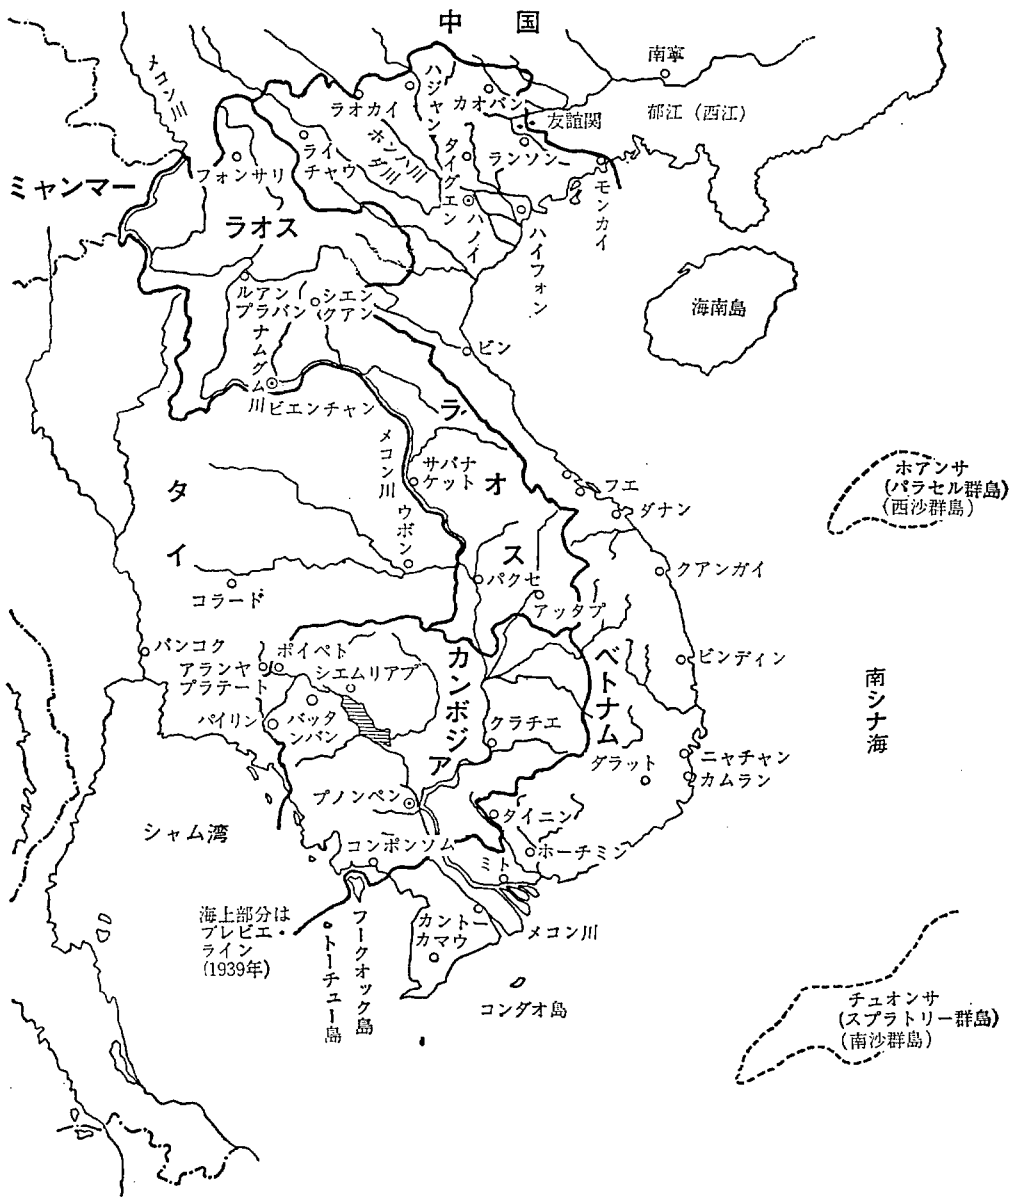 中国
メコン川
南寧
ハジャン
ラオカイ
カオバン
郁江（西江）
友誼関
ホンハ川
ダ川
タイグエン
ライ
チャウ
ランソン
フォンサリ
ミャンマー
モンカイ
ラオス
ハノイ
ハイフォン
ルアン
プラバン
シエン
クアン
海南島
ナムグム川
ビン
ビエンチャン
ラオス
メコン川
サバナ
ケット
ホアンサ
(パラセル群島)
(西沙群島)
タイ
ウボン
フエ
ダナン
パクセ
クアンガイ
コラード
アッタプ
バンコク
ポイペト
アランヤ
プラテート
シエムリアプ
カンボジア
ベトナム
ビンディン
南シナ海
パイリン
バッタ
ンバン
クラチエ
ダラット
ニャチャン
カムラン
プノンペン
タイニン
シャム湾
コンポンソム
ホーチミン
ミト
海上部分は
ブレビエ・
ライン
(1939年)
フークオック島
トーチュー島
カントー
カマウ
メコン川
コンダオ島
チュオンサ
(スプラトリー群島)
(南沙群島)